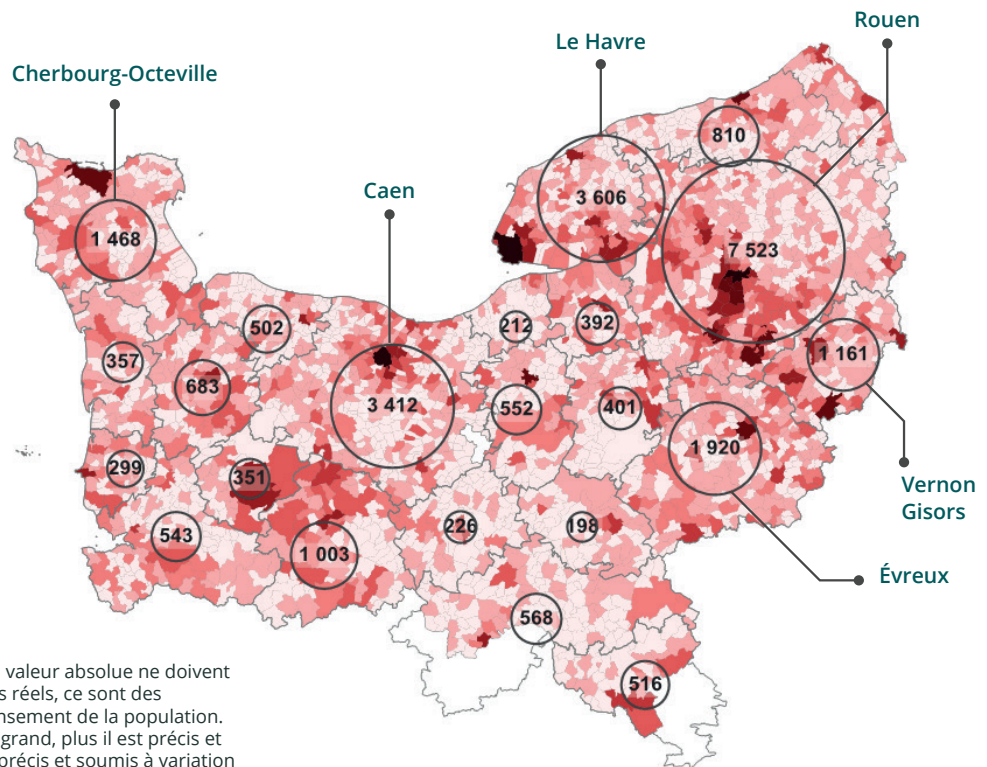 Rouen
Le Havre
Cherbourg-Octeville
810
Caen
3 606
1 468
7 523
502
212
392
357
1 161
683
3 412
552
401
1 920
299
351
Vernon
Gisors
543
226
198
1 003
Évreux
568
valeur absolue ne doivent
s réels, ce sont des
nsement de la population.
grand, plus il est précis et
précis et soumis à variation
516